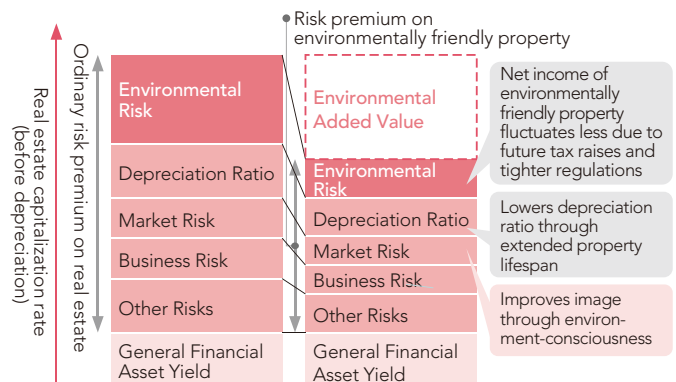 Risk premium on
environmentally friendly property
Real estate capitalization rate
(before depreciation)
Ordinary risk premium on real estate
Environmental
Risk
Depreciation Ratio
Market Risk
Business Risk
Other Risks
General Financial
Asset Yield
Environmental
Added Value
Environmental
Risk
Depreciation Ratio
Market Risk
Business Risk
Other Risks
General Financial
Asset Yield
Net income of
environmentally
friendly property
fluctuates less due to
future tax raises and
tighter regulations
Lowers depreciation
ratio through
extended property
lifespan
Improves image
through environ-
ment-consciousness